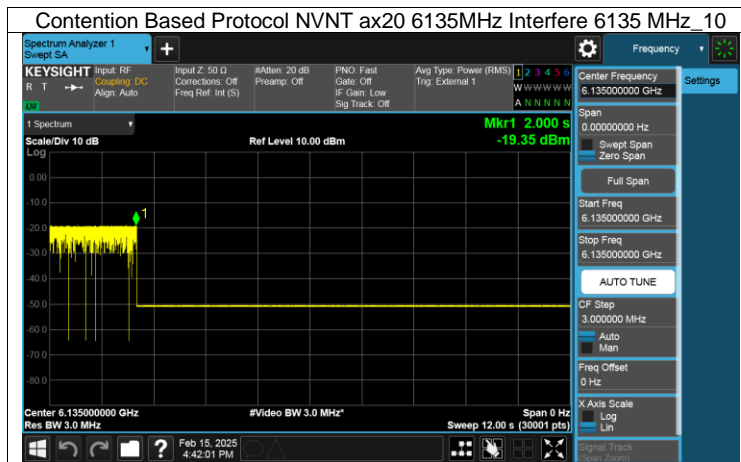 Contention Based Protocol NVNT ax20 6135MHz Interfere 6135 MHz_10
Spectrum Analyzer 1
Swept SA
Frequency
KEYSIGHT
R T
Input: RF
Coupling: DC
Align: Auto
Input Z: 50 Ω
Corrections: Off
Freq Ref: Int (S)
#Atten: 20 dB
Preamp: Off
PNO: Fast
Gate: Off
IF Gain: Low
Sig Track: Off
Avg Type: Power (RMS)
Trig: External 1
1 2 3 4 5 6
W W W W W W
A N N N N N
Center Frequency
6.135000000 GHz
Settings
Span
0.00000000 Hz
Swept Span
Zero Span
Full Span
Start Freq
6.135000000 GHz
Stop Freq
6.135000000 GHz
AUTO TUNE
CF Step
3.000000 MHz
Auto
Man
Freq Offset
0 Hz
X Axis Scale
Log
Lin
Signal Track
(Span Zoom)
1 Spectrum
Scale/Div 10 dB
Ref Level 10.00 dBm
Mkr1 2.000 s
-19.35 dBm
Log
1
0.00
-10.0
-20.0
-30.0
-40.0
-50.0
-60.0
-70.0
-80.0
Center 6.135000000 GHz
#Video BW 3.0 MHz*
Span 0 Hz
Res BW 3.0 MHz
Sweep 12.00 s (30001 pts)
?
Feb 15, 2025
4:42:01 PM